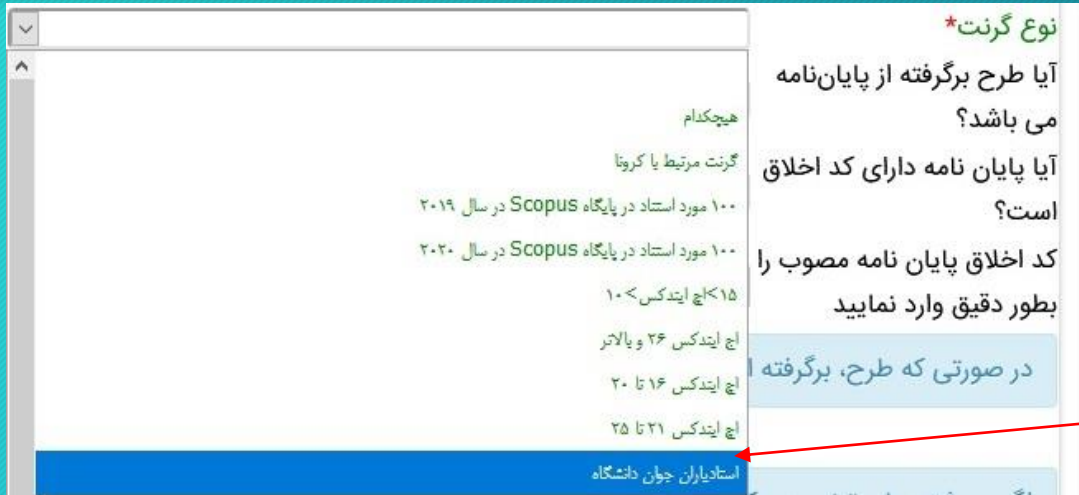 نوع گرنت*
آیا طرح برگرفته از پایان‌نامه
می باشد؟
آیا پایان نامه دارای کد اخلاق
است؟
کد اخلاق پایان نامه مصوب را
بطور دقیق وارد نمایید
در صورتی که طرح، برگرفته
هیچکدام
گرنت مرتبط با کرونا
۱۰۰ مورد استناد در پایگاه Scopus در سال ۲۰۱۹
۱۰۰ مورد استناد در پایگاه Scopus در سال ۲۰۲۰
۱۵>اچ ایندکس>۱۰
اچ ایندکس ۲۶ و بالاتر
اچ ایندکس ۱۶ تا ۲۰
اچ ایندکس ۲۱ تا ۲۵
استادیاران جوان دانشگاه